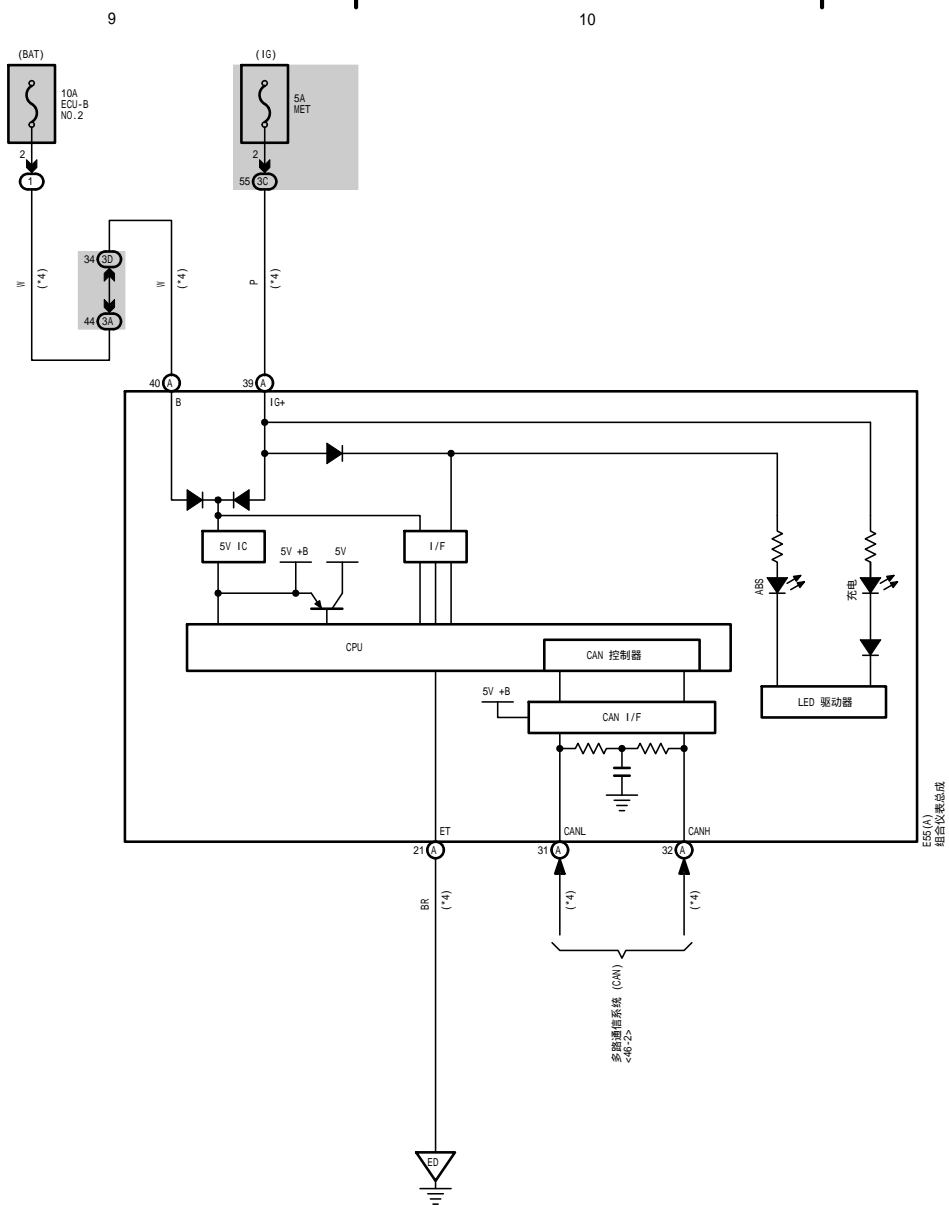 9
10
(BAT)
(IG)
10A
ECU-B
NO.2
5A
MET
2
1
2
55 3C
34 3D
44 3A
W
(*4)
W
(*4)
P
(*4)
40 A
39 A
B
IG+
5V IC
5V +B
5V
I/F
ABS
充电
CPU
CAN 控制器
5V +B
CAN I/F
LED 驱动器
E55(A)
组合仪表总成
ET
CANL
CANH
21 A
31 A
32 A
BR
(*4)
(*4)
(*4)
多路通信系统 (CAN)
<46-2>
ED